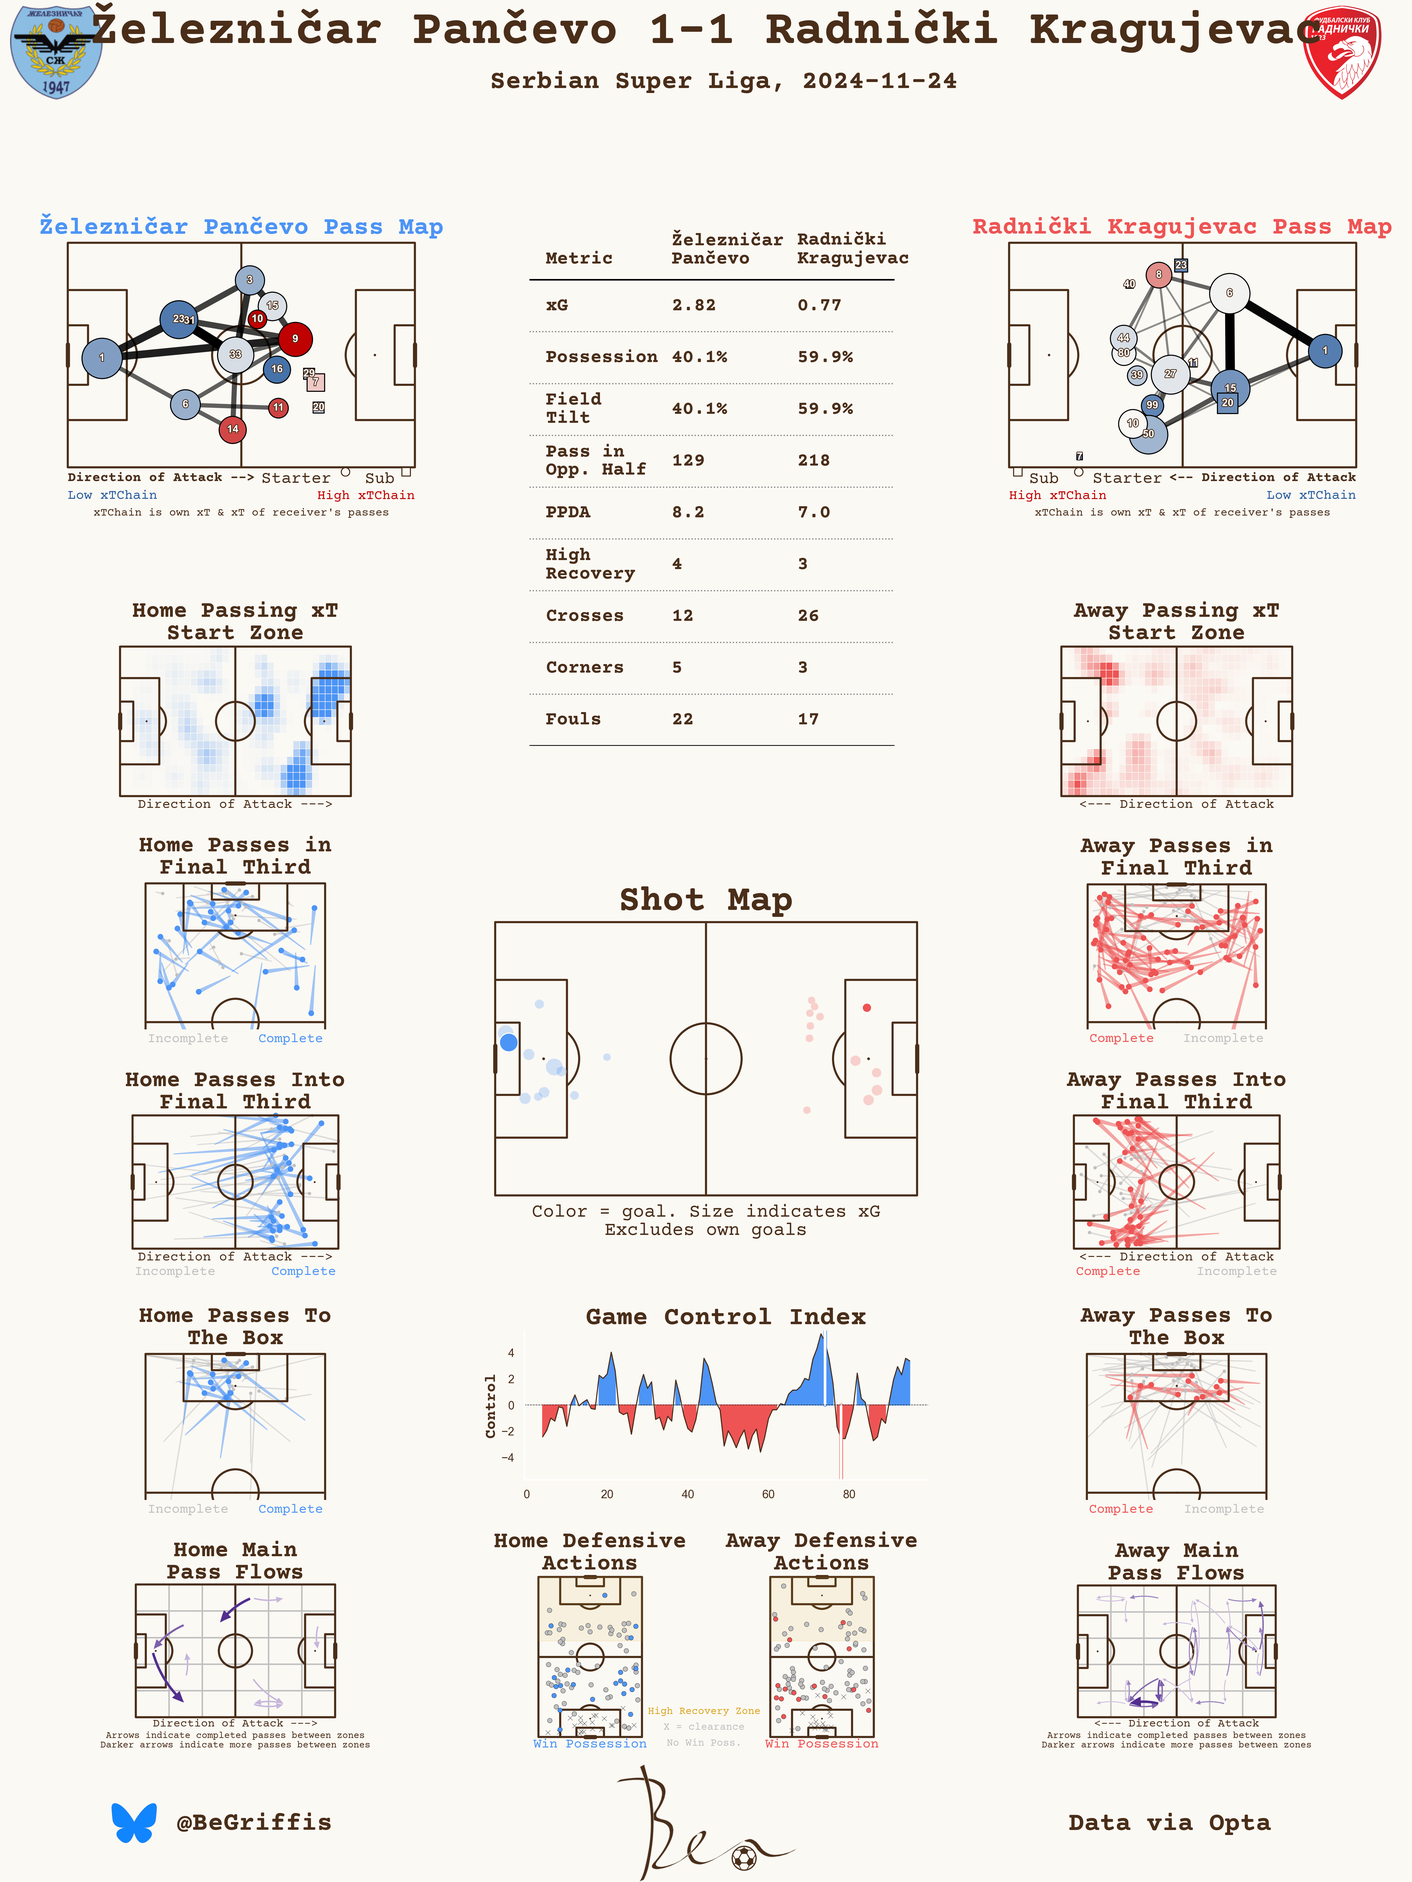 Železničar Pančevo 1-1 Radnički Kragujevac
Serbian Super Liga, 2024-11-24
ЖЕЛЕЗНИЧАР
СЖ
1947
Železničar Pančevo Pass Map
3
15
10
23
31
9
33
1
16
29
7
6
11
20
14
Direction of Attack --> Starter Sub
Low xTChain High xTChain
xTChain is own xT & xT of receiver's passes
Metric Železničar Pančevo Radnički Kragujevac
xG 2.82 0.77
Possession 40.1% 59.9%
Field Tilt 40.1% 59.9%
Pass in Opp. Half 129 218
PPDA 8.2 7.0
High Recovery 4 3
Crosses 12 26
Corners 5 3
Fouls 22 17
Radnički Kragujevac Pass Map
23
8
40
6
44
80
1
11
39
27
15
99
20
10
50
7
Sub Starter <-- Direction of Attack
High xTChain Low xTChain
xTChain is own xT & xT of receiver's passes
Home Passing xT
Start Zone
Direction of Attack --->
Away Passing xT
Start Zone
<--- Direction of Attack
Home Passes in
Final Third
Incomplete Complete
Away Passes in
Final Third
Complete Incomplete
Shot Map
Color = goal. Size indicates xG
Excludes own goals
Home Passes Into
Final Third
Direction of Attack --->
Incomplete Complete
Away Passes Into
Final Third
<--- Direction of Attack
Complete Incomplete
Home Passes To
The Box
Incomplete Complete
Game Control Index
Control
4
2
0
−2
−4
0 20 40 60 80
Away Passes To
The Box
Complete Incomplete
Home Main
Pass Flows
Direction of Attack --->
Arrows indicate completed passes between zones
Darker arrows indicate more passes between zones
Home Defensive
Actions
Win Possession
High Recovery Zone
X = clearance
No Win Poss.
Away Defensive
Actions
Win Possession
Away Main
Pass Flows
<--- Direction of Attack
Arrows indicate completed passes between zones
Darker arrows indicate more passes between zones
@BeGriffis
Ben
Data via Opta